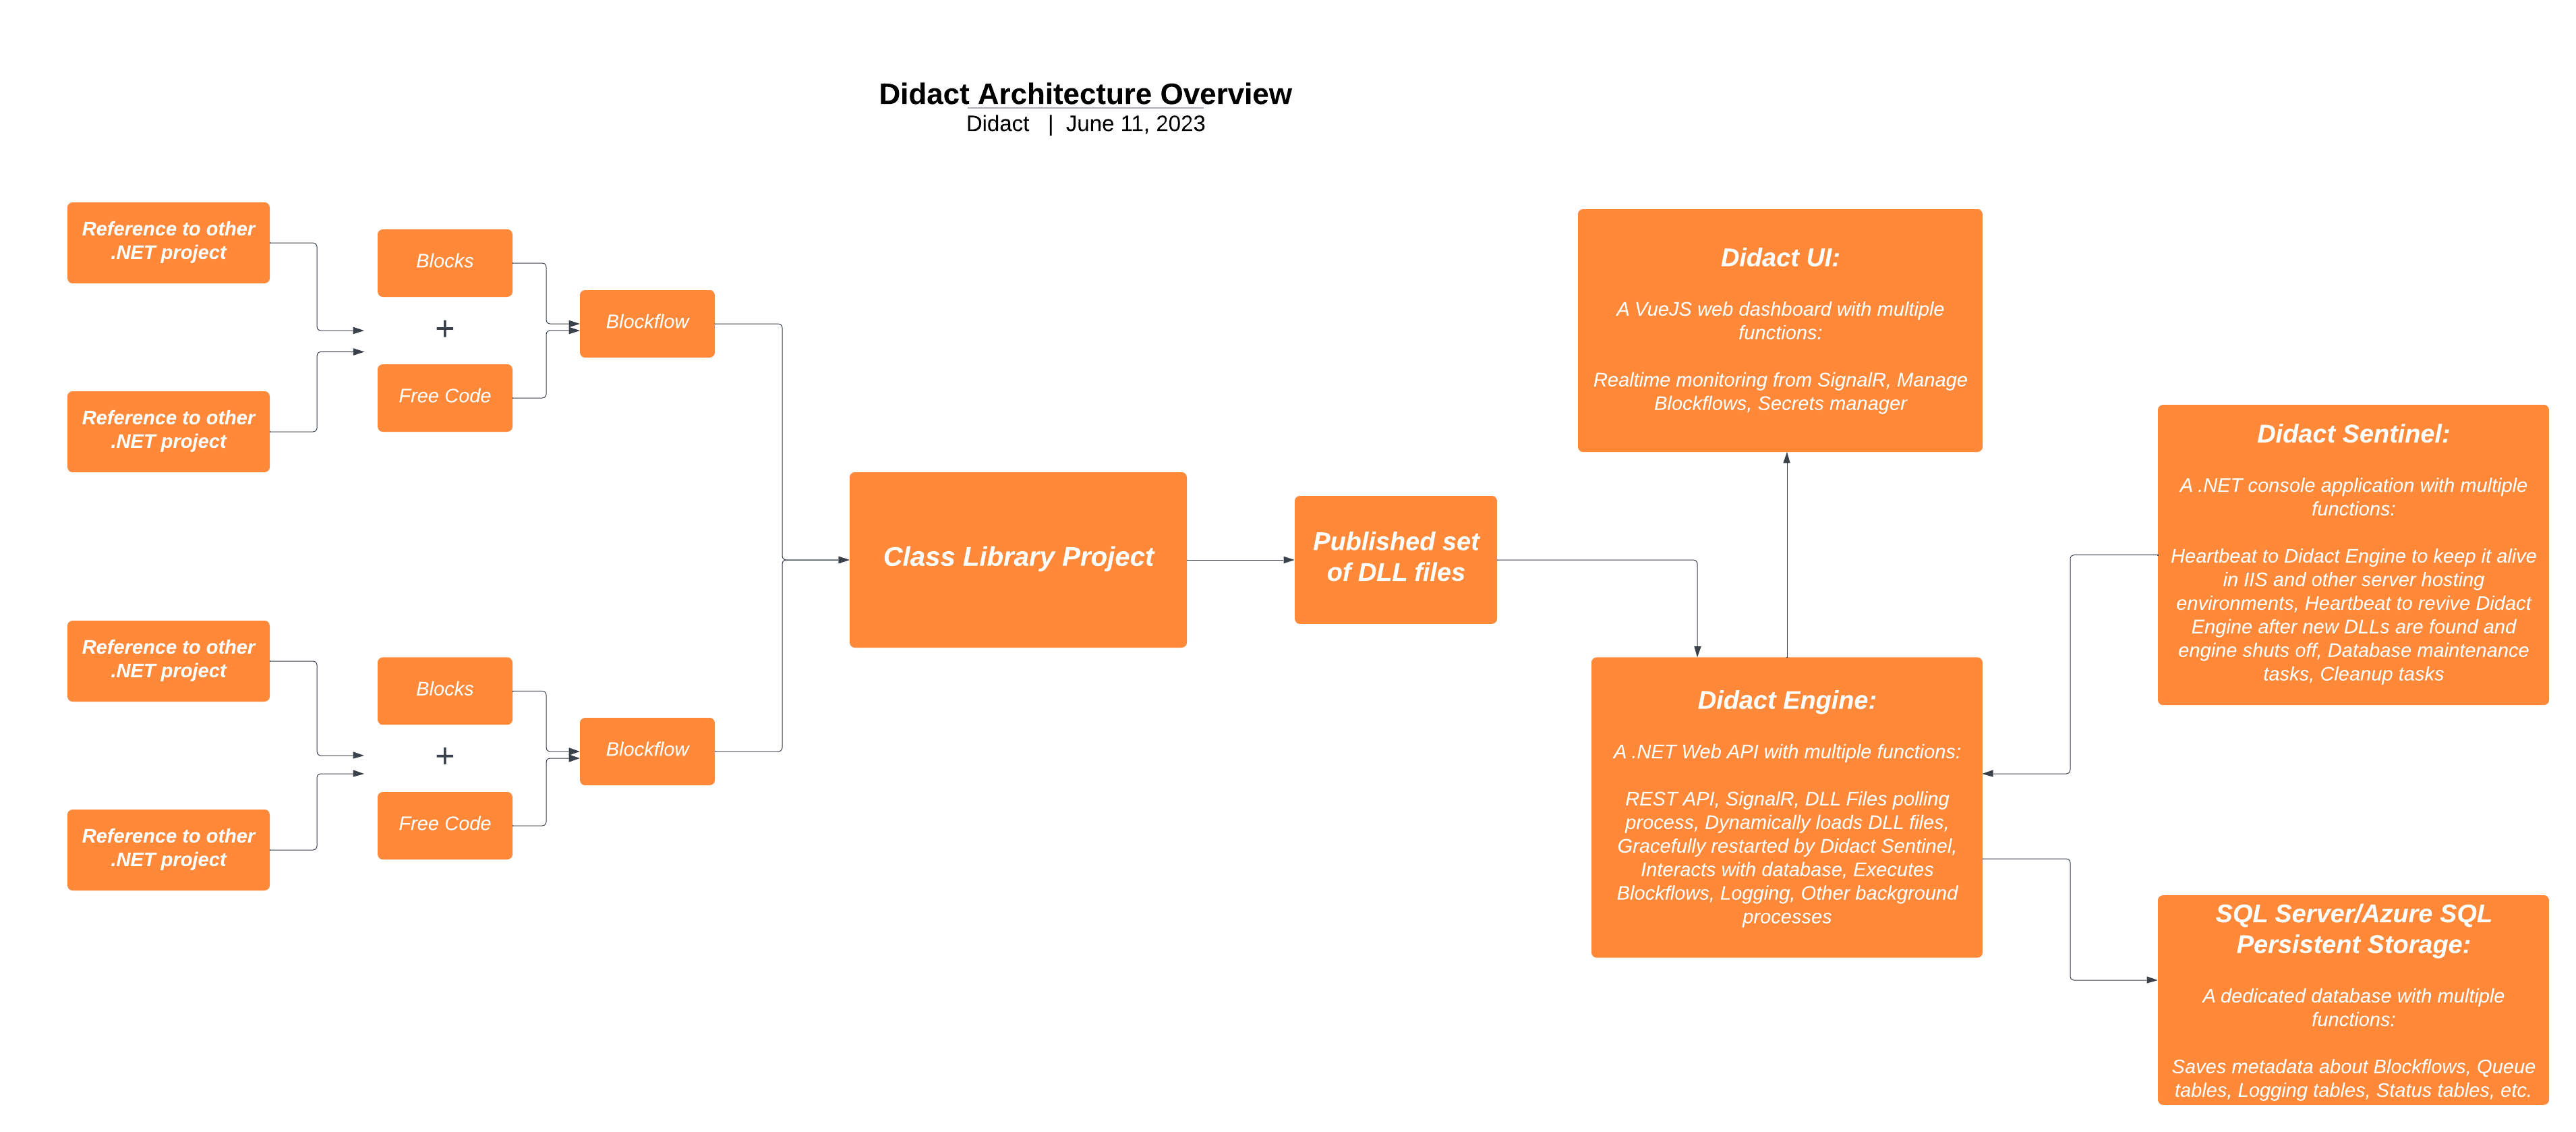 Didact Architecture Overview
Didact | June 11, 2023
Reference to other
.NET project
Reference to other
.NET project
Blocks
+
Free Code
Blockflow
Reference to other
.NET project
Reference to other
.NET project
Blocks
+
Free Code
Blockflow
Class Library Project
Published set
of DLL files
Didact UI:
A VueJS web dashboard with multiple
functions:
Realtime monitoring from SignalR, Manage
Blockflows, Secrets manager
Didact Engine:
A .NET Web API with multiple functions:
REST API, SignalR, DLL Files polling
process, Dynamically loads DLL files,
Gracefully restarted by Didact Sentinel,
Interacts with database, Executes
Blockflows, Logging, Other background
processes
Didact Sentinel:
A .NET console application with multiple
functions:
Heartbeat to Didact Engine to keep it alive
in IIS and other server hosting
environments, Heartbeat to revive Didact
Engine after new DLLs are found and
engine shuts off, Database maintenance
tasks, Cleanup tasks
SQL Server/Azure SQL
Persistent Storage:
A dedicated database with multiple
functions:
Saves metadata about Blockflows, Queue
tables, Logging tables, Status tables, etc.